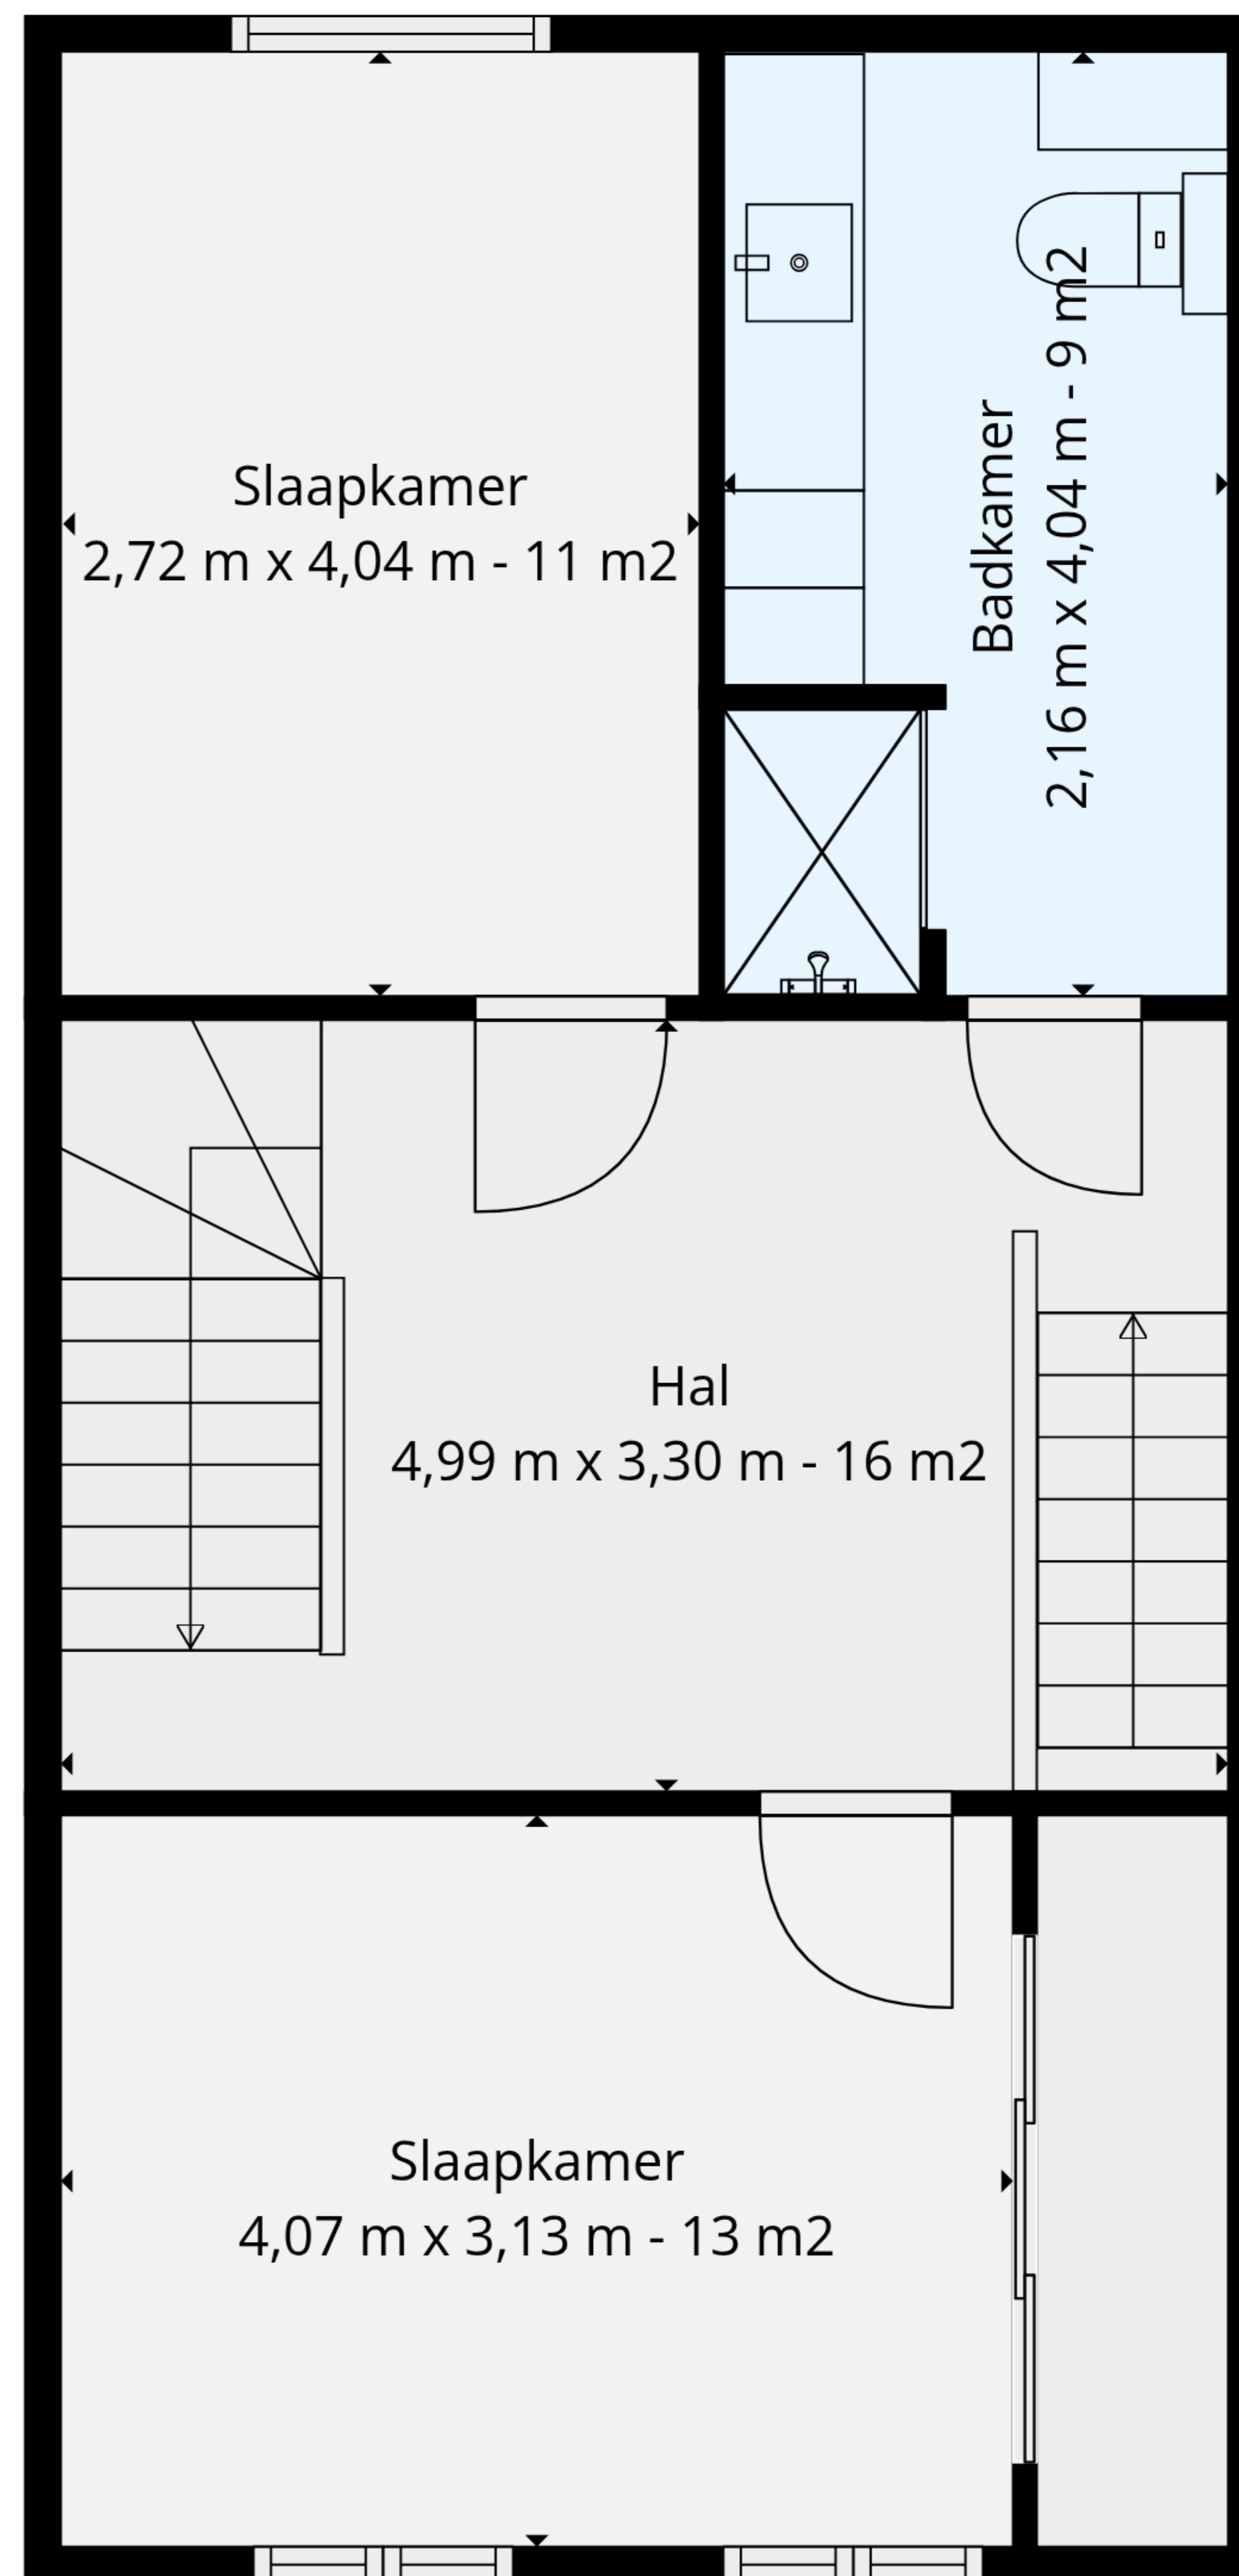 Slaapkamer
2,72 m x 4,04 m - 11 m2
Badkamer
2,16 m x 4,04 m - 9 m2
Hal
4,99 m x 3,30 m - 16 m2
Slaapkamer
4,07 m x 3,13 m - 13 m2